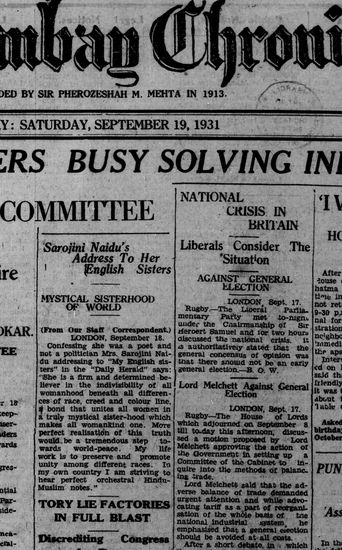 mbay Chroni
DED BY SIR PHEROZESHAH M. MEHTA IN 1913.
Y: SATURDAY, SEPTEMBER 19, 1931
ERS BUSY SOLVING IN
COMMITTEE
ire
OKAR.
TEE
Sarojini Naidu's
Address To Her
English Sisters
MYSTICAL SISTERHOOD
OF WORLD
(From Our Staff Correspondent.)
LONDON, September 18.
Confessing she was a poet and
not a politician Mrs. Sarojini Nai-
du addressing to "My English sis-
ters" in the "Daily Herald" says:
"She is a firm and determined be-
liever in the indivisibility of all
womanhood beneath all differen-
ces of race, creed and colour line.
a bond that unites all women in
a truly mystical sister-hood which
makes all womankind one. More
perfect realisation of this truth
would be a tremendous step to-
wards world-peace. My life
work is to preserve and promote
unity among different races. In
my own country I am striving to
hear perfect orchestral Hindu-
Muslim notes."
TORY LIE FACTORIES
IN FULL BLAST
Discrediting Congress
NATIONAL
CRISIS IN
BRITAIN
Liberals Consider The
Situation
AGAINST GENERAL
ELECTION
LONDON, Sept. 17.
Rugby—The Liberal Parlia-
mentary Party met to-nigh.
under the Chairmanship of Sir
Herbert Samuel and for two hours
discussed the national crisis. It
is authoritatively stated that the
general concensus of opinion was
that there should not be an early
general election.—B. O. W.
Lord Melchett Against General
Election
LONDON, Sept. 17.
Rugby—The House of Lords
which adjourned on September 8
till to-day this afternoon, discus-
sed a motion proposed by Lord
Melchett approving the action of
the Government in setting up a
Committee of the Cabinet to in-
quire into the methods of balanc-
ing trade.
Lord Melchett said that the ad-
verse balance of trade demanded
urgent attention and while advo-
cating tariff as a part of reorgani-
sation of the whole basis of the
national industrial system he
emphasised that a general election
should be avoided at all costs.
After a short debate, in which
'I V
HO
After
house
PUN